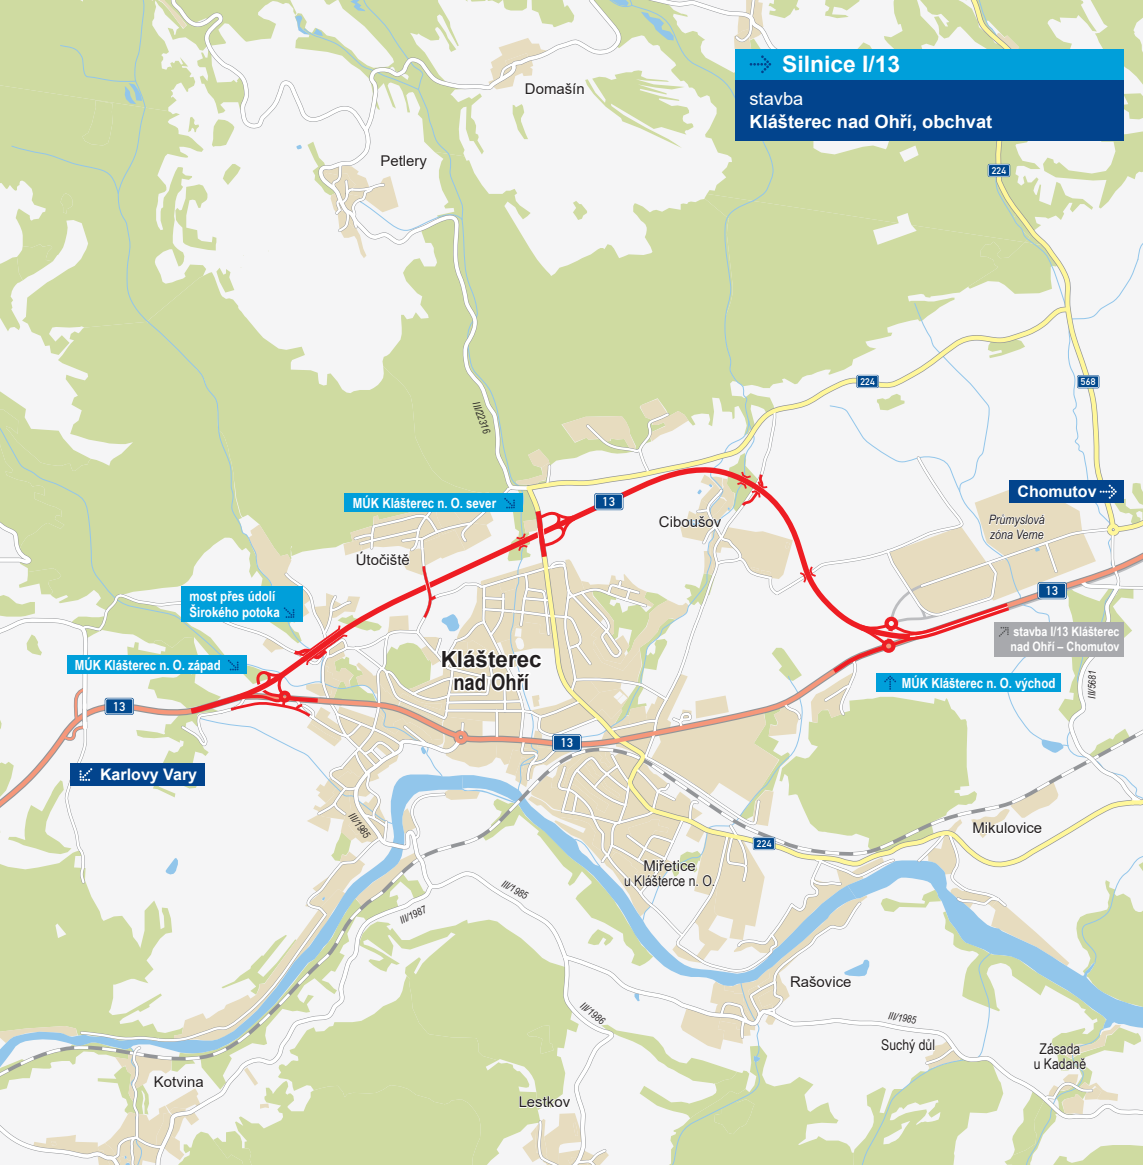 Silnice I/13
stavba
Klášterec nad Ohří, obchvat
Domašín
Petlery
224
224
568
III/22316
MÚK Klášterec n. O. sever
13
Chomutov
Ciboušov
Průmyslová
zóna Verne
Útočiště
most přes údolí
Širokého potoka
13
stavba I/13 Klášterec
nad Ohří – Chomutov
Klášterec
nad Ohří
MÚK Klášterec n. O. západ
MÚK Klášterec n. O. východ
III/5681
13
13
Karlovy Vary
III/1985
Mikulovice
224
Miřetice
u Klášterce n. O.
III/1985
III/1987
Rašovice
III/1986
III/1985
Suchý důl
Zásada
u Kadaně
Kotvina
Lestkov